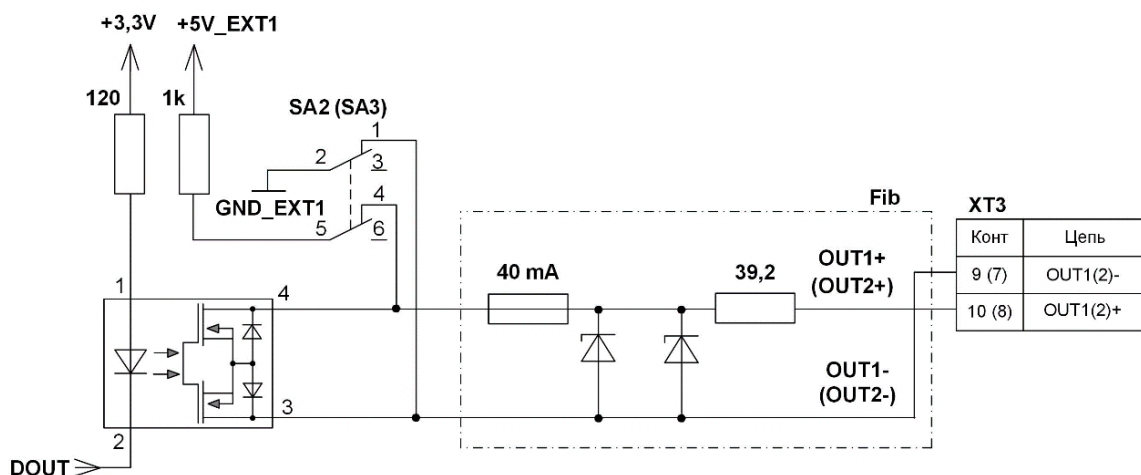 +3,3V +5V_EXT1
120 1k
SA2 (SA3)
1
2
3
GND_EXT1
4
5
6
Fib
XT3
Конт Цепь
9 (7) OUT1(2)-
10 (8) OUT1(2)+
40 mA
39,2
OUT1+
(OUT2+)
1
4
OUT1-
(OUT2-)
3
2
DOUT